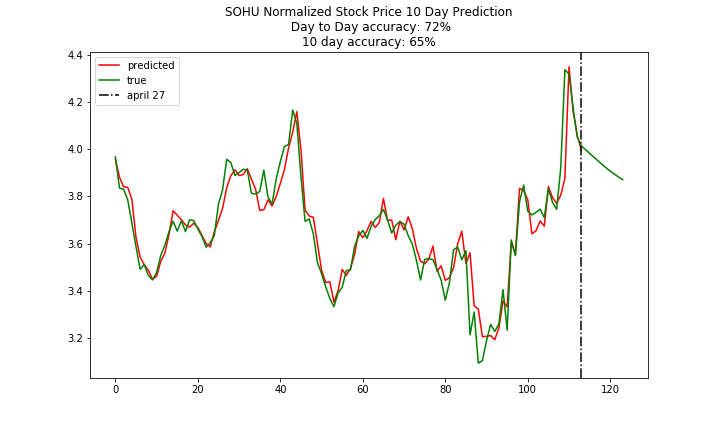 SOHU Normalized Stock Price 10 Day Prediction
Day to Day accuracy: 72%
10 day accuracy: 65%
predicted
true
april 27
4.4
4.2
4.0
3.8
3.6
3.4
3.2
0 20 40 60 80 100 120